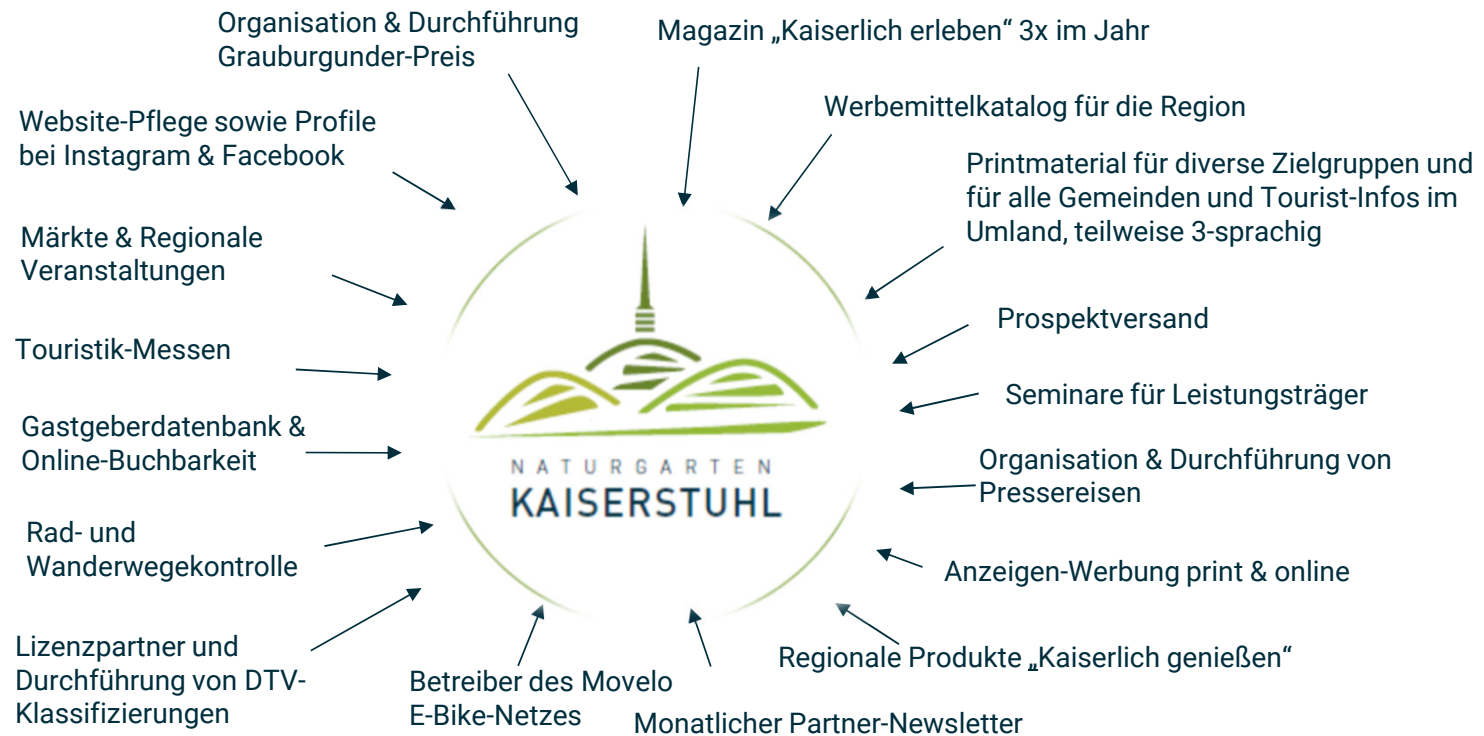 Organisation & Durchführung
Grauburgunder-Preis
Magazin „Kaiserlich erleben“ 3x im Jahr
Werbemittelkatalog für die Region
Website-Pflege sowie Profile
bei Instagram & Facebook
Printmaterial für diverse Zielgruppen und
für alle Gemeinden und Tourist-Infos im
Umland, teilweise 3-sprachig
Märkte & Regionale
Veranstaltungen
Prospektversand
Touristik-Messen
Seminare für Leistungsträger
Gastgeberdatenbank &
Online-Buchbarkeit
NATURGARTEN
KAISERSTUHL
Organisation & Durchführung von
Pressereisen
Rad- und
Wanderwegekontrolle
Anzeigen-Werbung print & online
Lizenzpartner und
Durchführung von DTV-
Klassifizierungen
Betreiber des Movelo
E-Bike-Netzes
Monatlicher Partner-Newsletter
Regionale Produkte „Kaiserlich genießen“